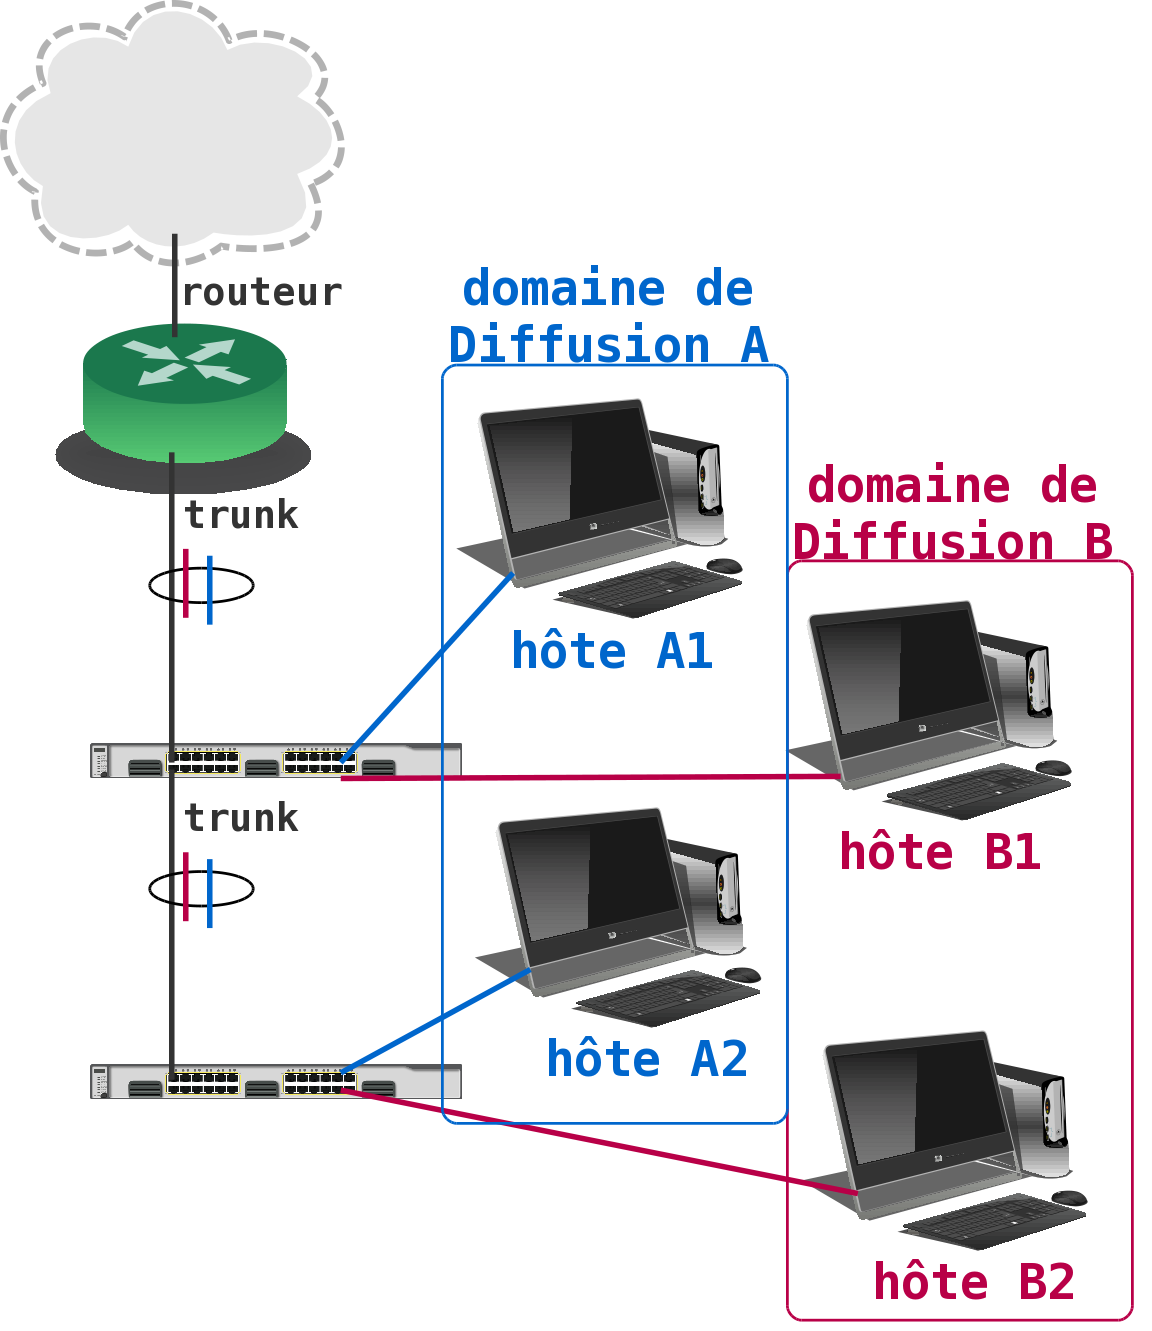 routeur
domaine de
Diffusion A
domaine de
Diffusion B
trunk
hôte A1
trunk
hôte B1
hôte A2
hôte B2